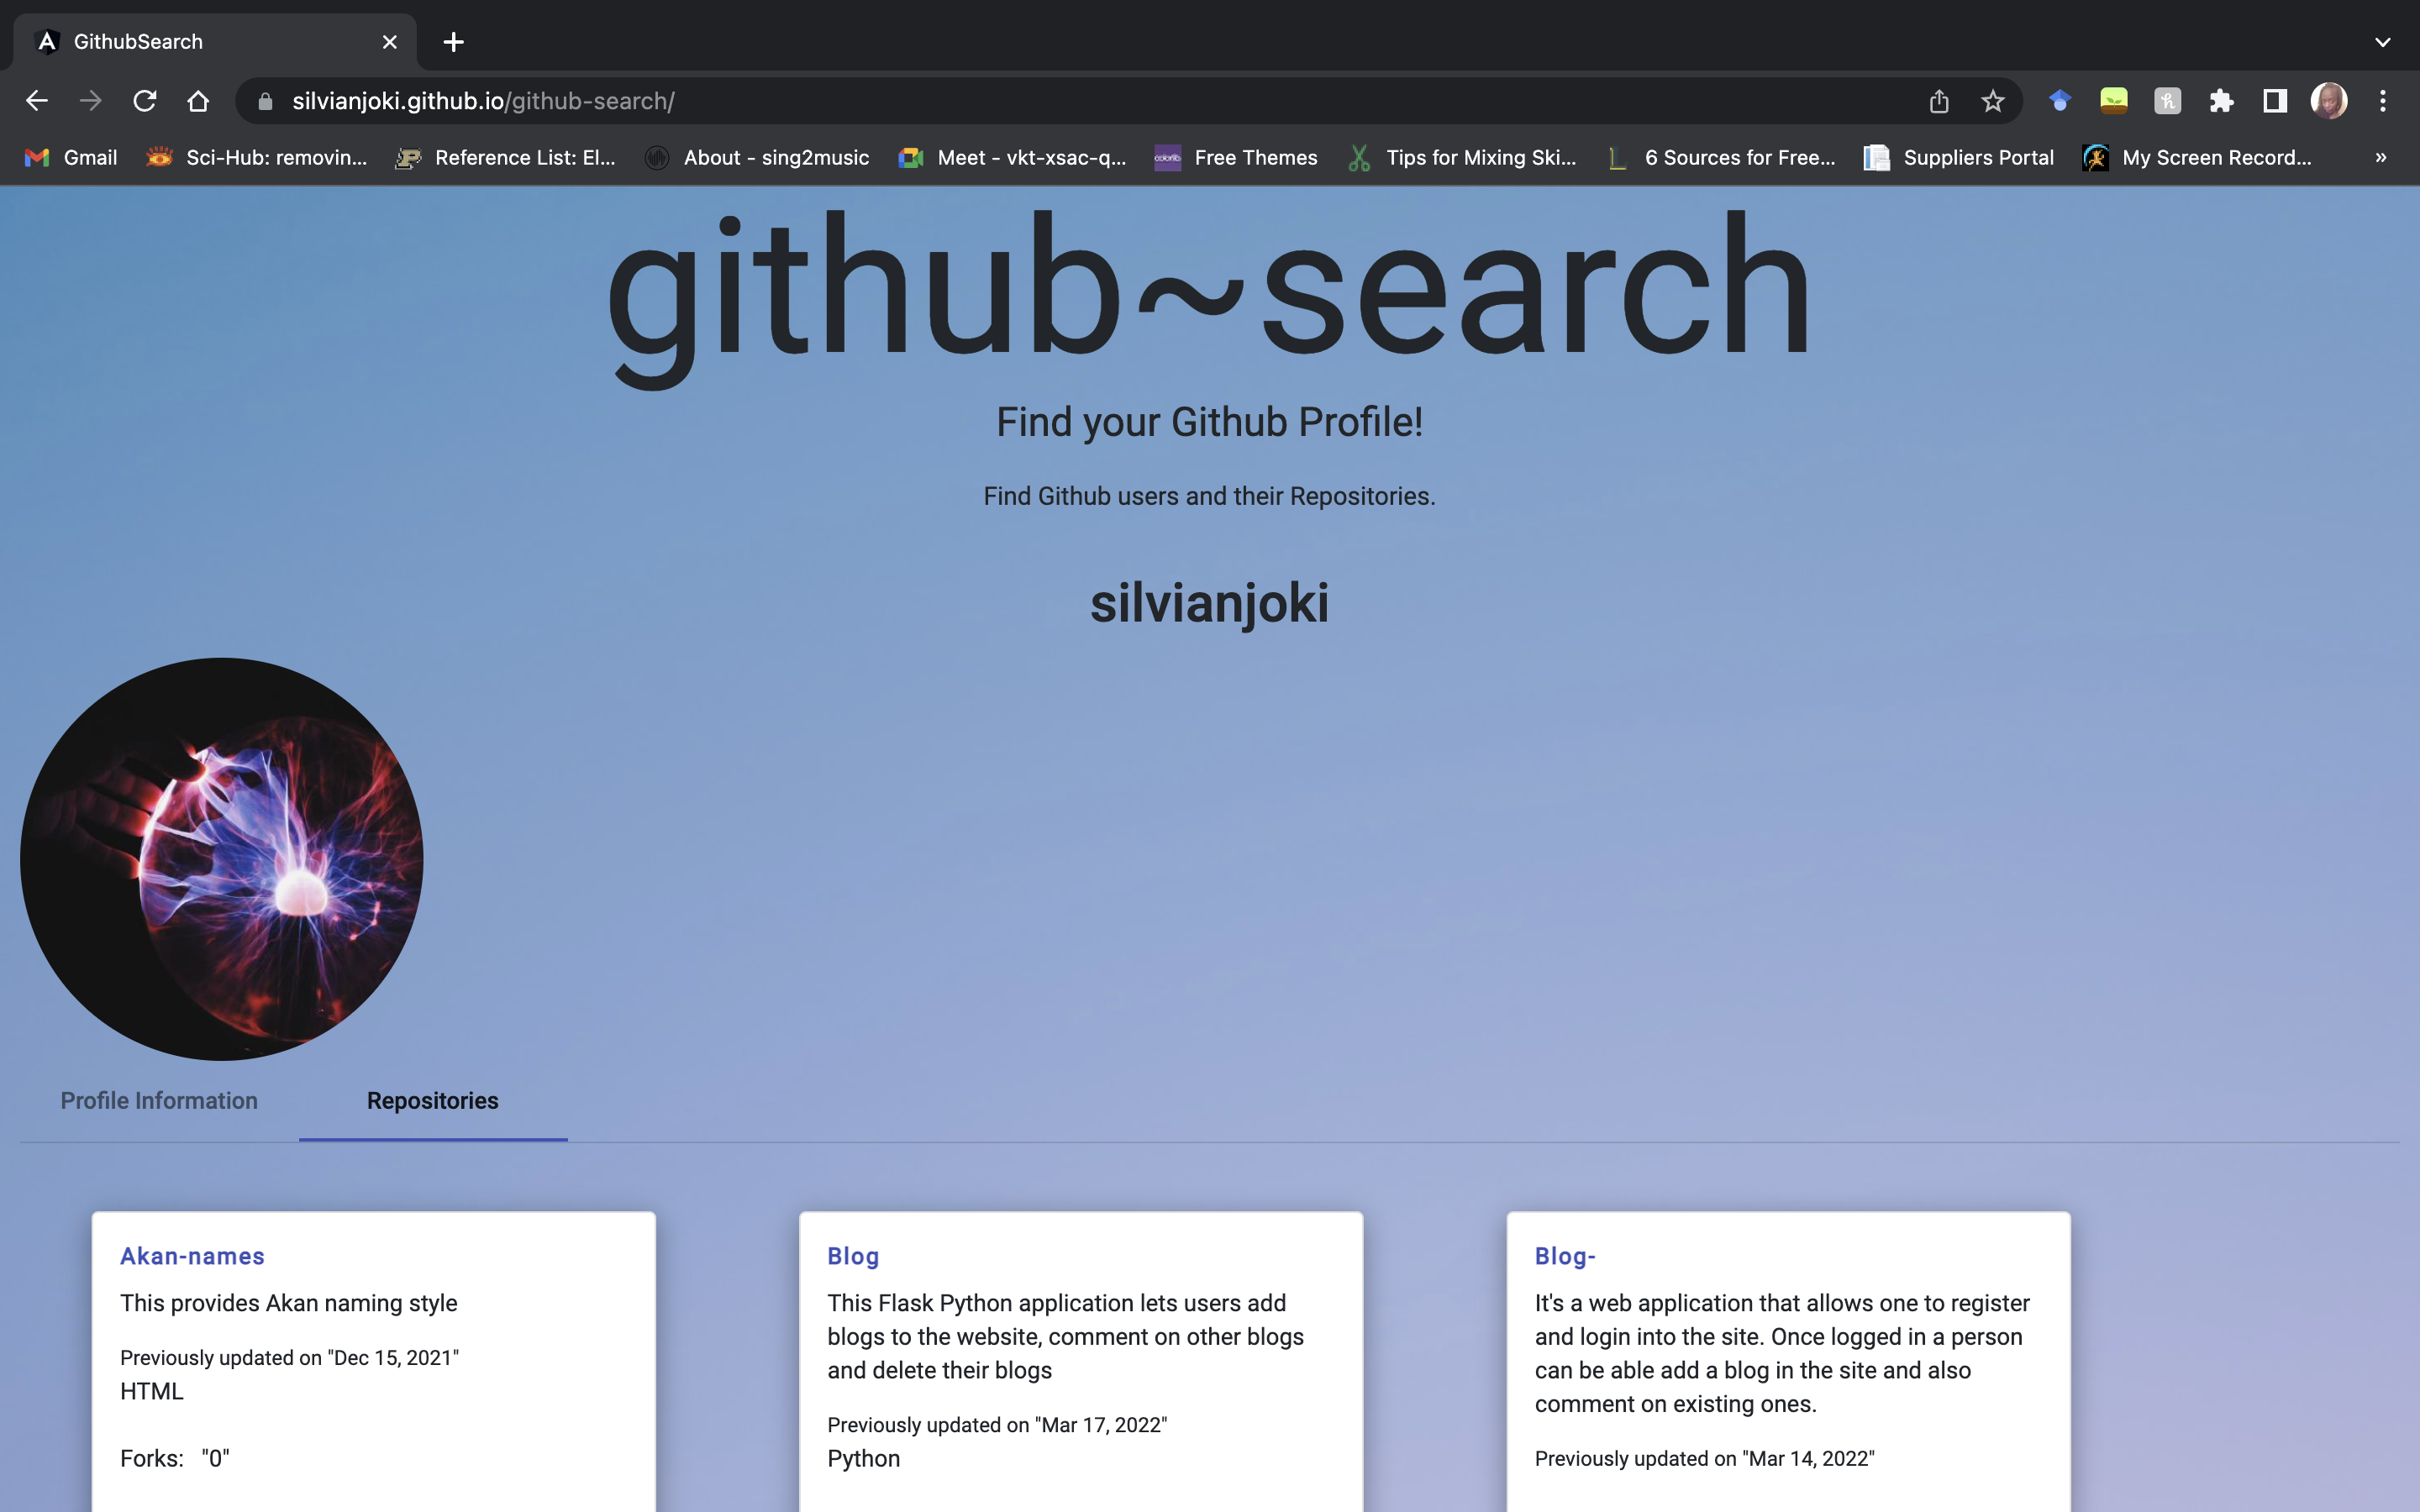 GithubSearch
silvianjoki.github.io/github-search/
Gmail
Sci-Hub: removin...
Reference List: El...
About - sing2music
Meet - vkt-xsac-q...
Free Themes
Tips for Mixing Ski...
6 Sources for Free...
Suppliers Portal
My Screen Record...
»
github~search
Find your Github Profile!
Find Github users and their Repositories.
silvianjoki
Profile Information
Repositories
Akan-names
This provides Akan naming style
Previously updated on "Dec 15, 2021"
HTML
Forks: "0"
Blog
This Flask Python application lets users add
blogs to the website, comment on other blogs
and delete their blogs
Previously updated on "Mar 17, 2022"
Python
Blog-
It's a web application that allows one to register
and login into the site. Once logged in a person
can be able add a blog in the site and also
comment on existing ones.
Previously updated on "Mar 14, 2022"